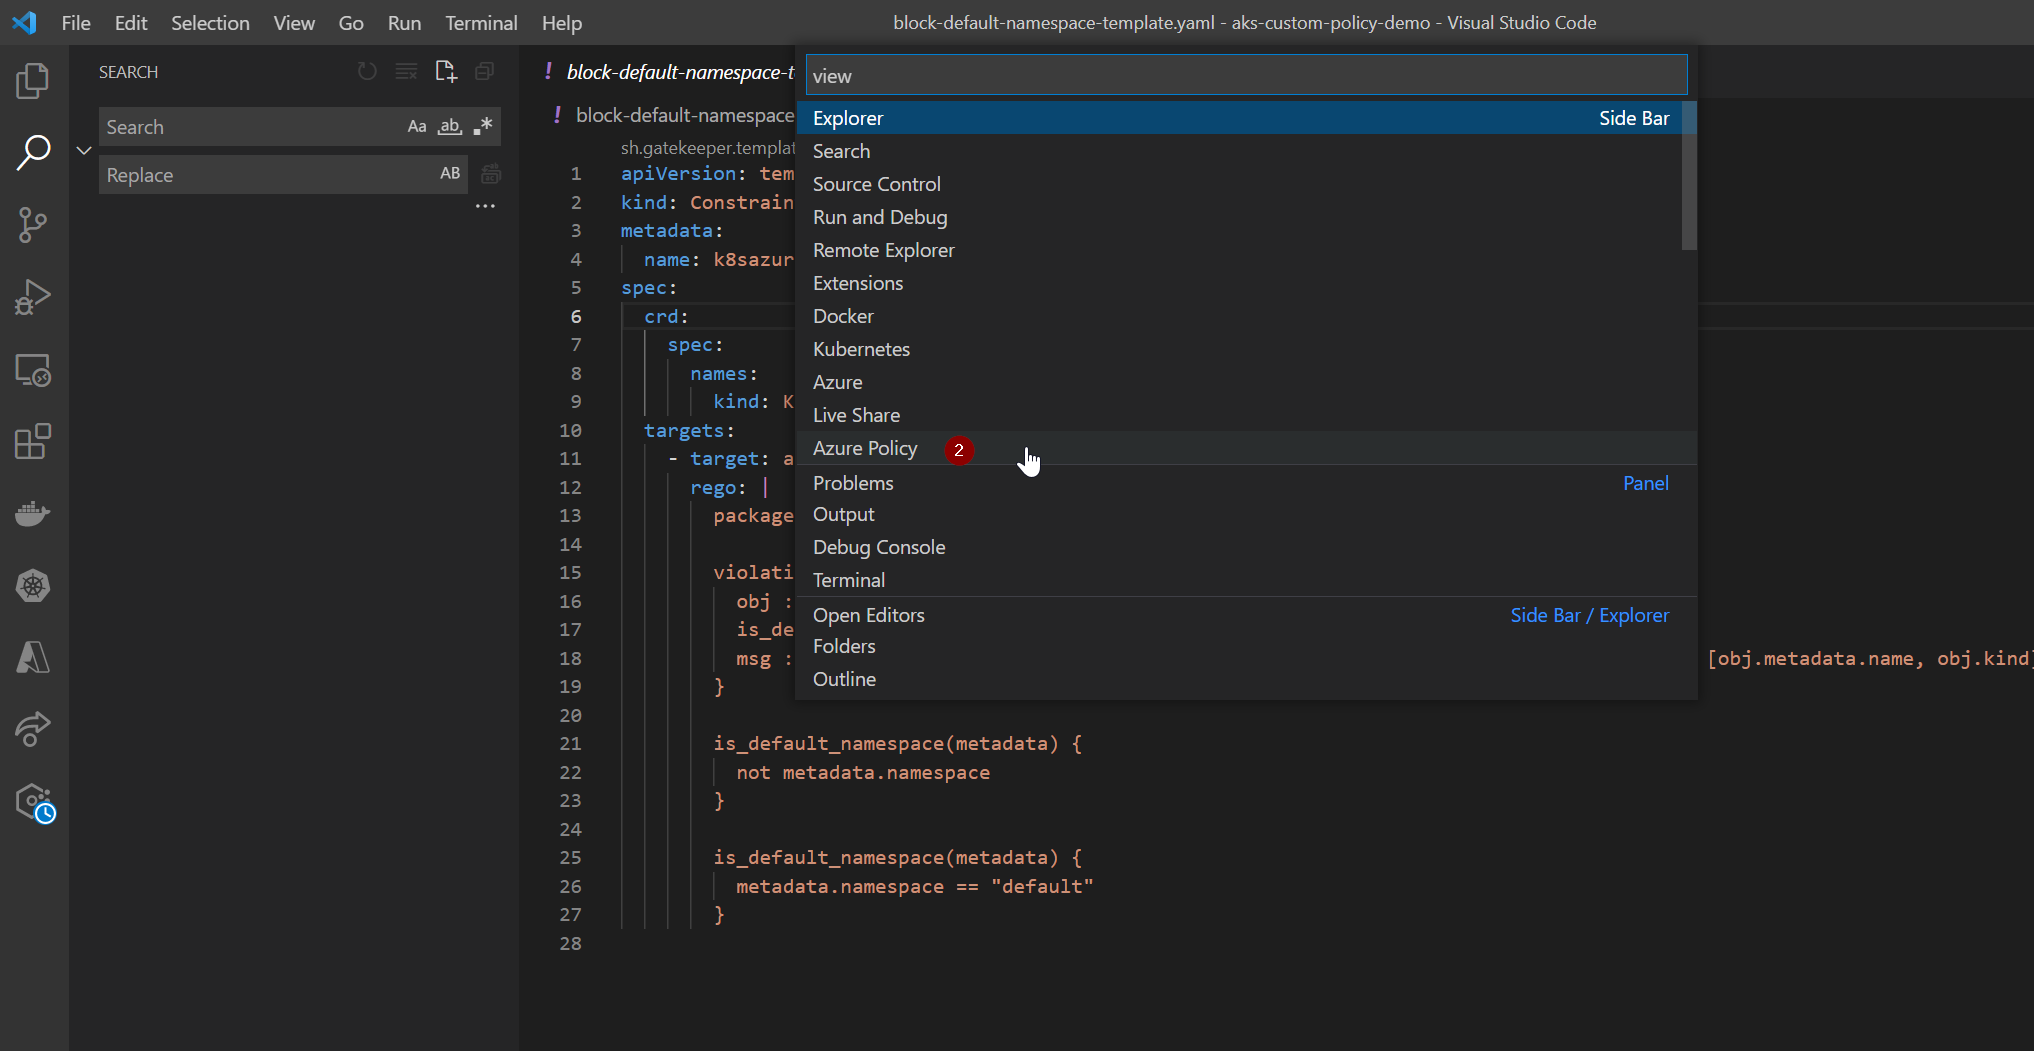 File Edit Selection View Go Run Terminal Help
block-default-namespace-template.yaml - aks-custom-policy-demo - Visual Studio Code
SEARCH
Search Aa ab
.*
Replace AB
...
! block-default-namespace-t
! block-default-namespace
view
Explorer Side Bar
Search
Source Control
Run and Debug
Remote Explorer
Extensions
Docker
Kubernetes
Azure
Live Share
Azure Policy 2
Problems Panel
Output
Debug Console
Terminal
Open Editors Side Bar / Explorer
Folders
Outline
sh.gatekeeper.templat
1 apiVersion: tem
2 kind: Constrain
3 metadata:
4 name: k8sazur
5 spec:
6 crd:
7 spec:
8 names:
9 kind: K
10 targets:
11 - target: a
12 rego: |
13 package
14
15 violati
16 obj :
17 is_de
18 msg : [obj.metadata.name, obj.kind]
19 }
20
21 is_default_namespace(metadata) {
22 not metadata.namespace
23 }
24
25 is_default_namespace(metadata) {
26 metadata.namespace == "default"
27 }
28